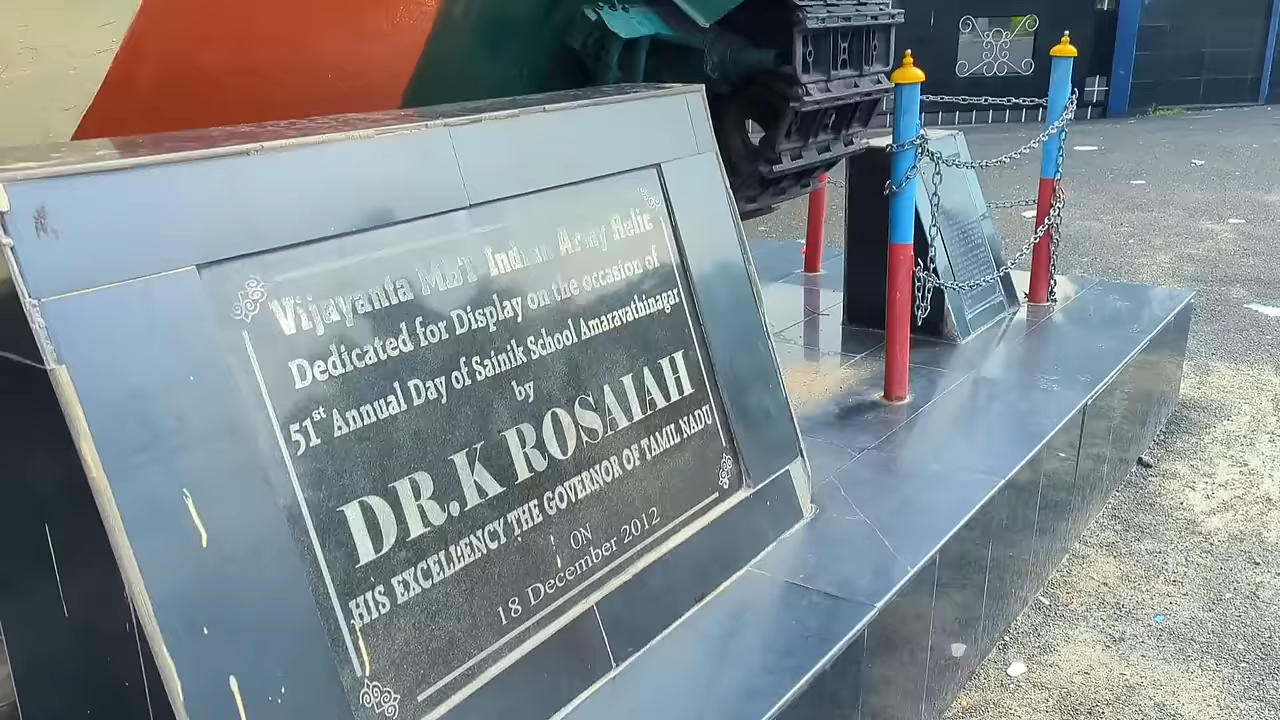 Vijayanta MBT Indian Army Relic
Dedicated for Display on the occasion of
51st Annual Day of Sainik School Amaravathinagar
by
DR.K ROSAIAH
HIS EXCELLENCY THE GOVERNOR OF TAMIL NADU
ON
18 December 2012